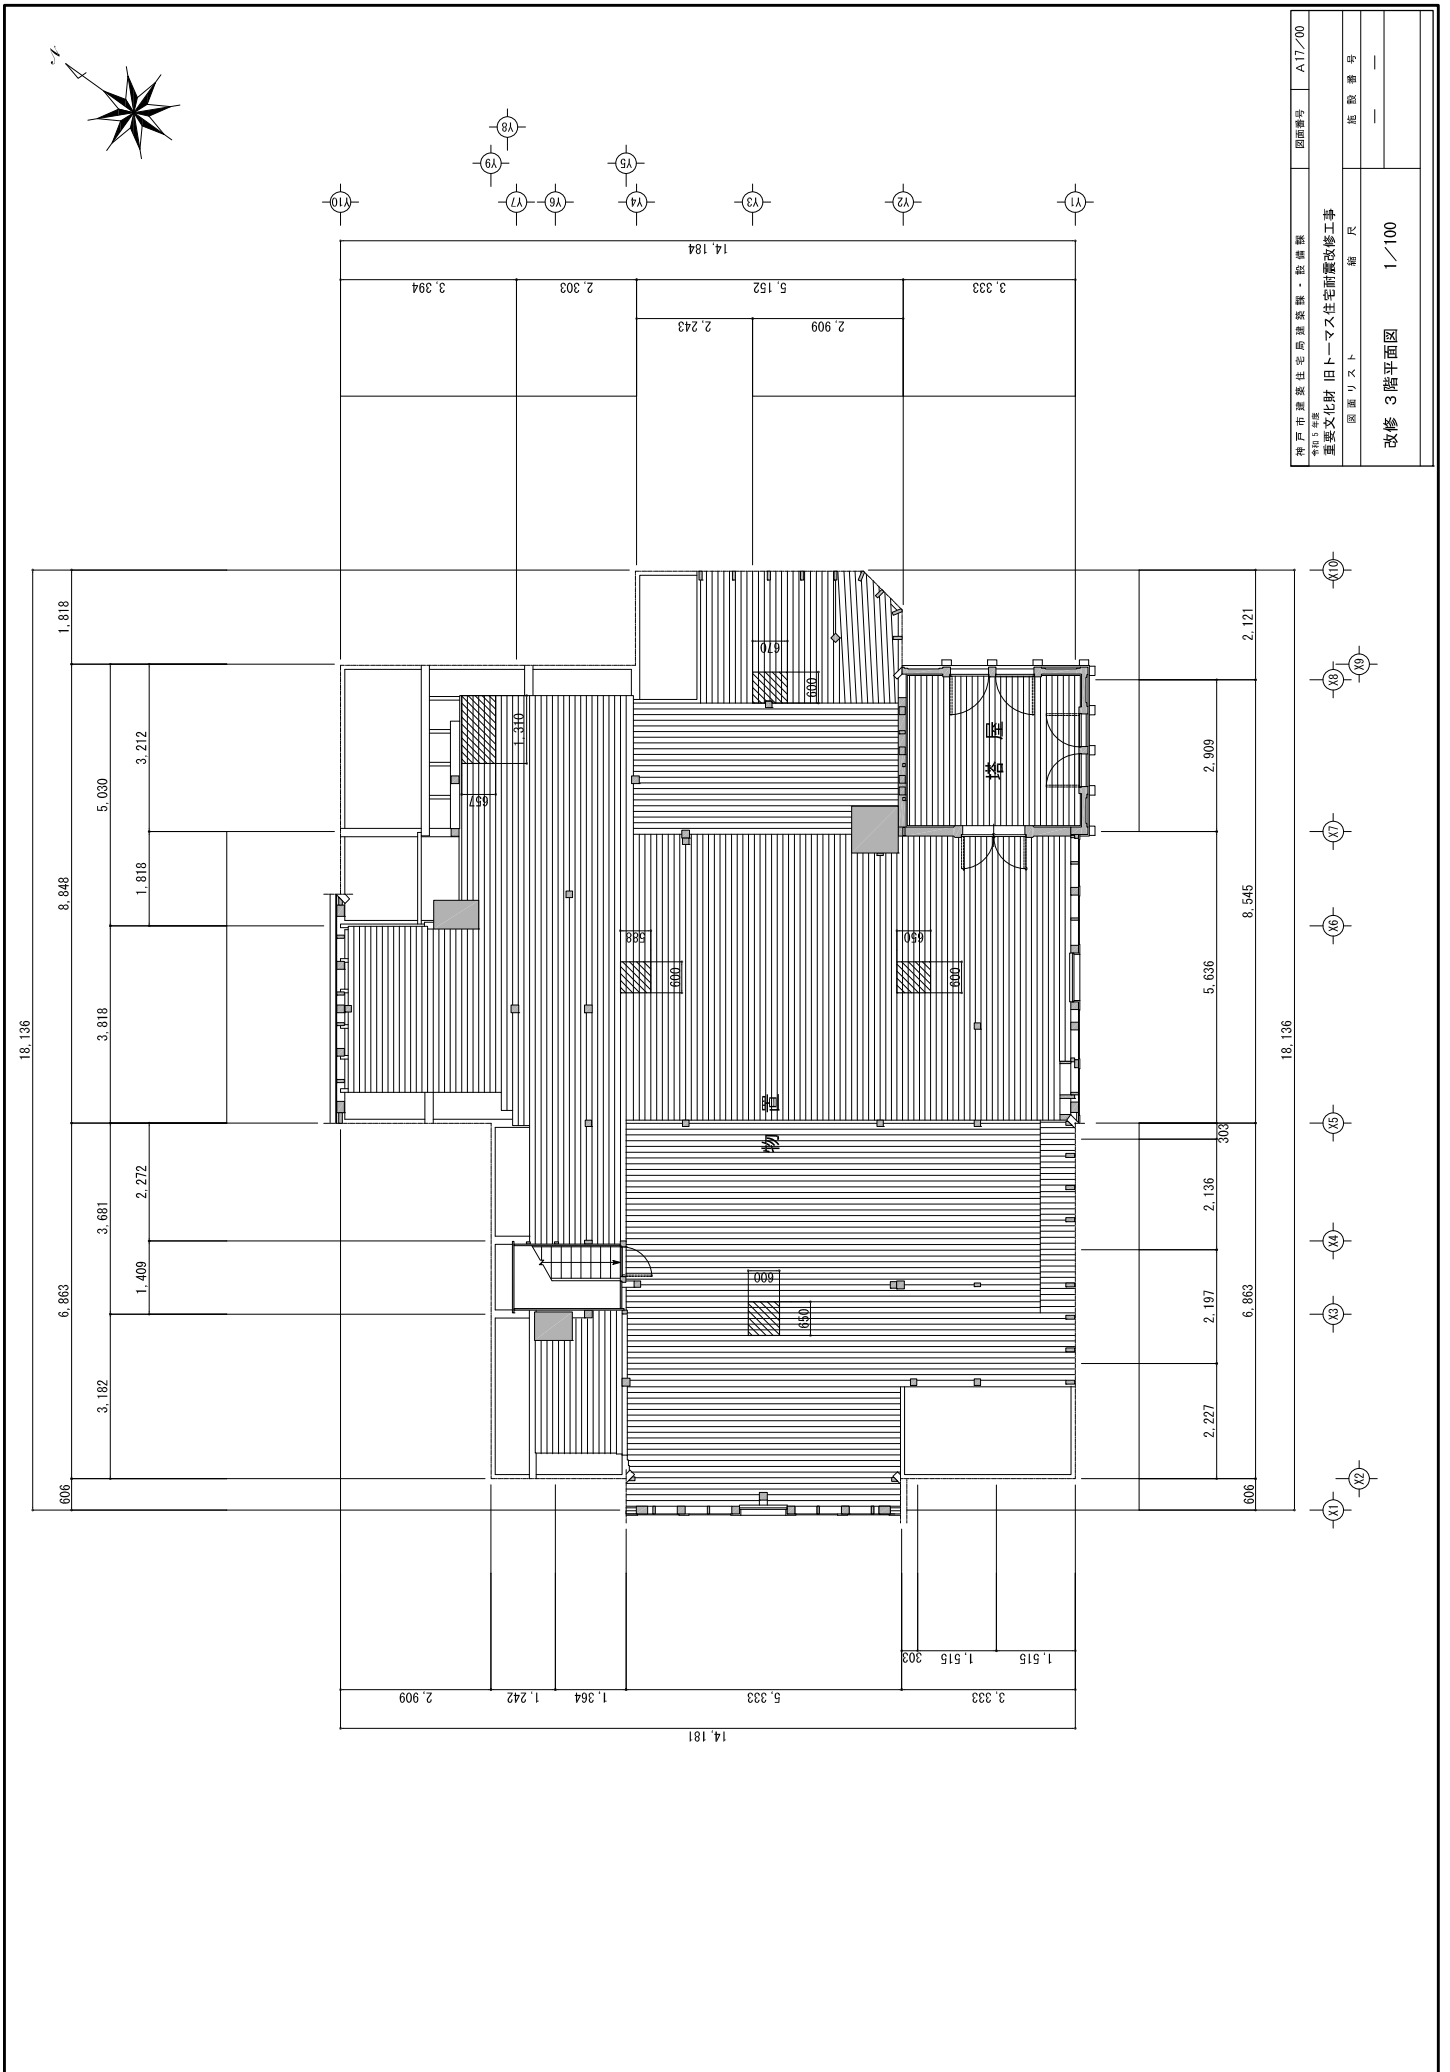 神戸市建築住宅局建築課・設備課
図面番号
A17／00
令和5年度
重要文化財 旧トーマス住宅耐震改修工事
図面リスト
縮尺
施設番号
改修 3階平面図
1／100
— —
N
Y10
Y9
Y8
Y7
Y6
Y5
Y4
Y3
Y2
Y1
14,184
3,394
2,303
5,152
3,333
2,243
2,909
X10
X9
X8
X7
X6
X5
X4
X3
X2
X1
18,136
1,818
8,848
6,863
606
5,030
3,818
3,681
3,182
3,212
1,818
2,272
1,409
2,121
8,545
6,863
606
2,909
5,636
303
2,136
2,197
2,227
18,136
670
600
1,310
657
588
600
650
600
600
650
塔屋
物置
303
1,515
1,515
2,909
1,242
1,364
5,333
3,333
14,181